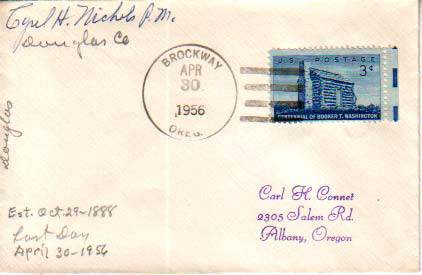 Cyril H. Nichols P.M.
Douglas Co
BROCKWAY
APR
30
1956
OREG.
U.S. POSTAGE
3¢
CENTENNIAL OF BOOKER T. WASHINGTON
Douglas
Est. Oct. 29-1888
Last Day
April 30-1956
Carl H. Connet
2305 Salem Rd.
Albany, Oregon